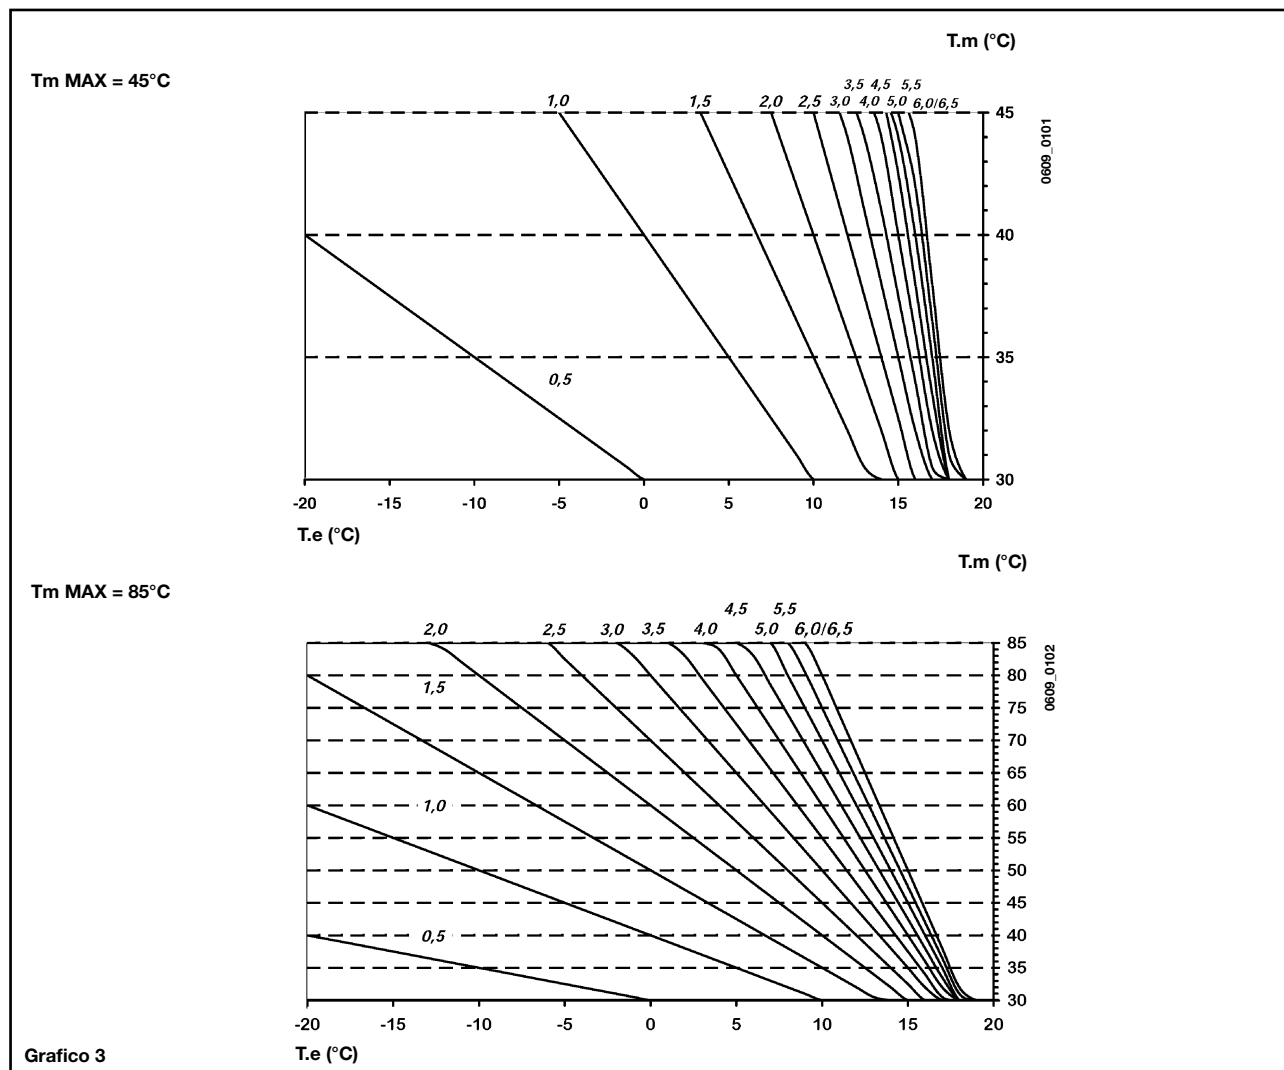 T.m (°C)
Tm MAX = 45°C
3,5 4,5 5,5
1,0 1,5 2,0 2,5 3,0 4,0 5,0 6,0/6,5
45
0609_0101
40
35
0,5
30
-20 -15 -10 -5 0 5 10 15 20
T.e (°C)
T.m (°C)
Tm MAX = 85°C
4,5 5,5
2,0 2,5 3,0 3,5 4,0 5,0 6,0/6,5
85
0609_0102
80
1,5
75
70
65
1,0
60
55
50
45
0,5
40
35
30
-20 -15 -10 -5 0 5 10 15 20
T.e (°C)
Grafico 3